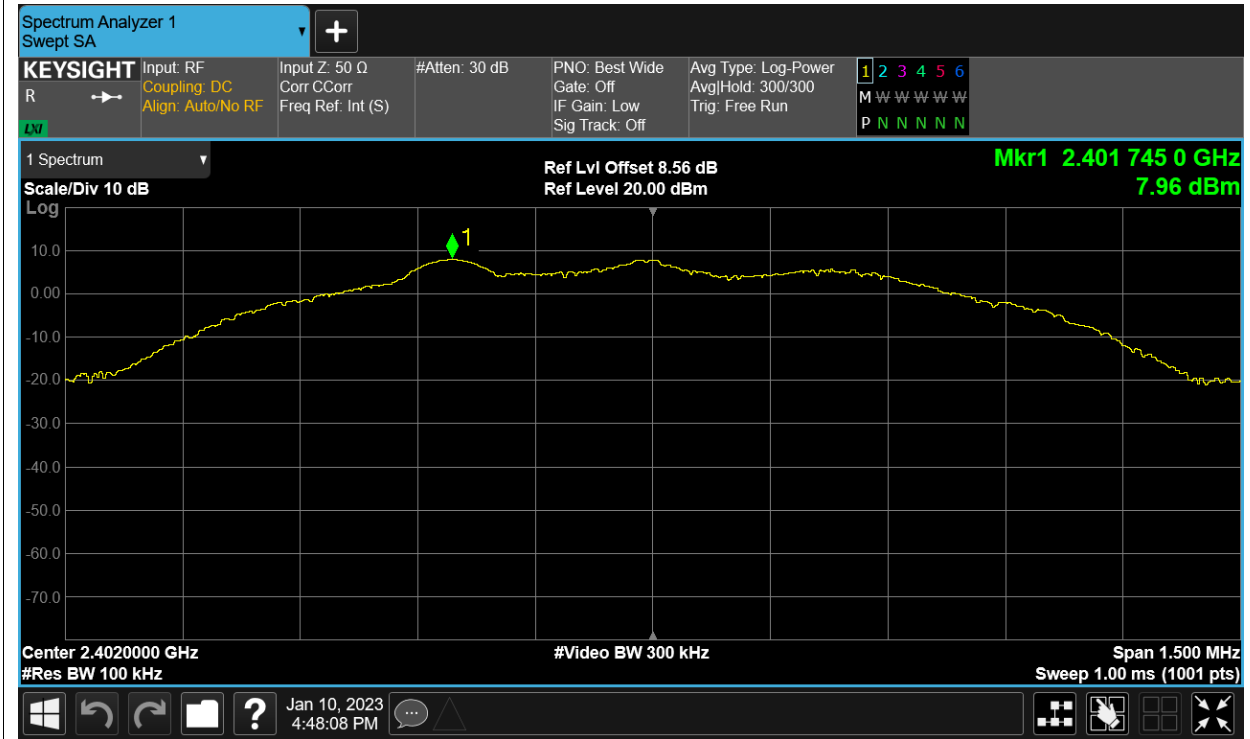 Spectrum Analyzer 1
Swept SA
KEYSIGHT
R
LXI
Input: RF
Coupling: DC
Align: Auto/No RF
Input Z: 50 Ω
Corr CCorr
Freq Ref: Int (S)
#Atten: 30 dB
PNO: Best Wide
Gate: Off
IF Gain: Low
Sig Track: Off
Avg Type: Log-Power
Avg|Hold: 300/300
Trig: Free Run
1 2 3 4 5 6
M W W W W W
P N N N N N
1 Spectrum
Scale/Div 10 dB
Log
Ref Lvl Offset 8.56 dB
Ref Level 20.00 dBm
Mkr1 2.401 745 0 GHz
7.96 dBm
1
10.0
0.00
-10.0
-20.0
-30.0
-40.0
-50.0
-60.0
-70.0
Center 2.4020000 GHz
#Res BW 100 kHz
#Video BW 300 kHz
Span 1.500 MHz
Sweep 1.00 ms (1001 pts)
?
Jan 10, 2023
4:48:08 PM